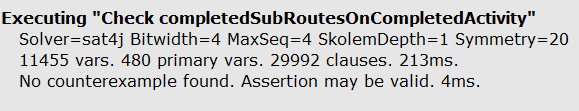 Executing "Check completedSubRoutesOnCompletedActivity"
Solver=sat4j Bitwidth=4 MaxSeq=4 SkolemDepth=1 Symmetry=20
11455 vars. 480 primary vars. 29992 clauses. 213ms.
No counterexample found. Assertion may be valid. 4ms.